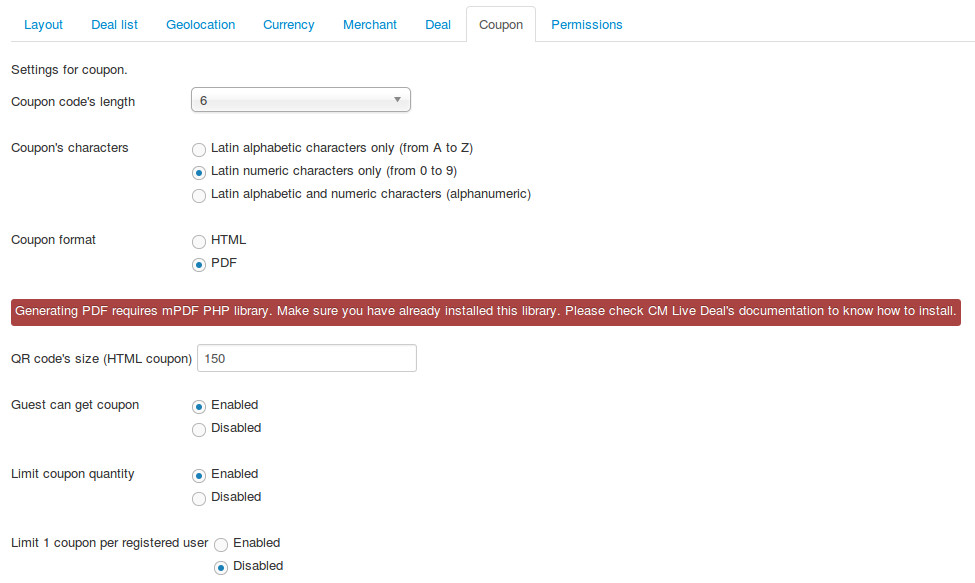 Layout Deal list Geolocation Currency Merchant Deal Coupon Permissions
Settings for coupon.
Coupon code's length 6
Coupon's characters Latin alphabetic characters only (from A to Z)
Latin numeric characters only (from 0 to 9)
Latin alphabetic and numeric characters (alphanumeric)
Coupon format HTML
PDF
Generating PDF requires mPDF PHP library. Make sure you have already installed this library. Please check CM Live Deal's documentation to know how to install.
QR code's size (HTML coupon) 150
Guest can get coupon Enabled
Disabled
Limit coupon quantity Enabled
Disabled
Limit 1 coupon per registered user Enabled
Disabled